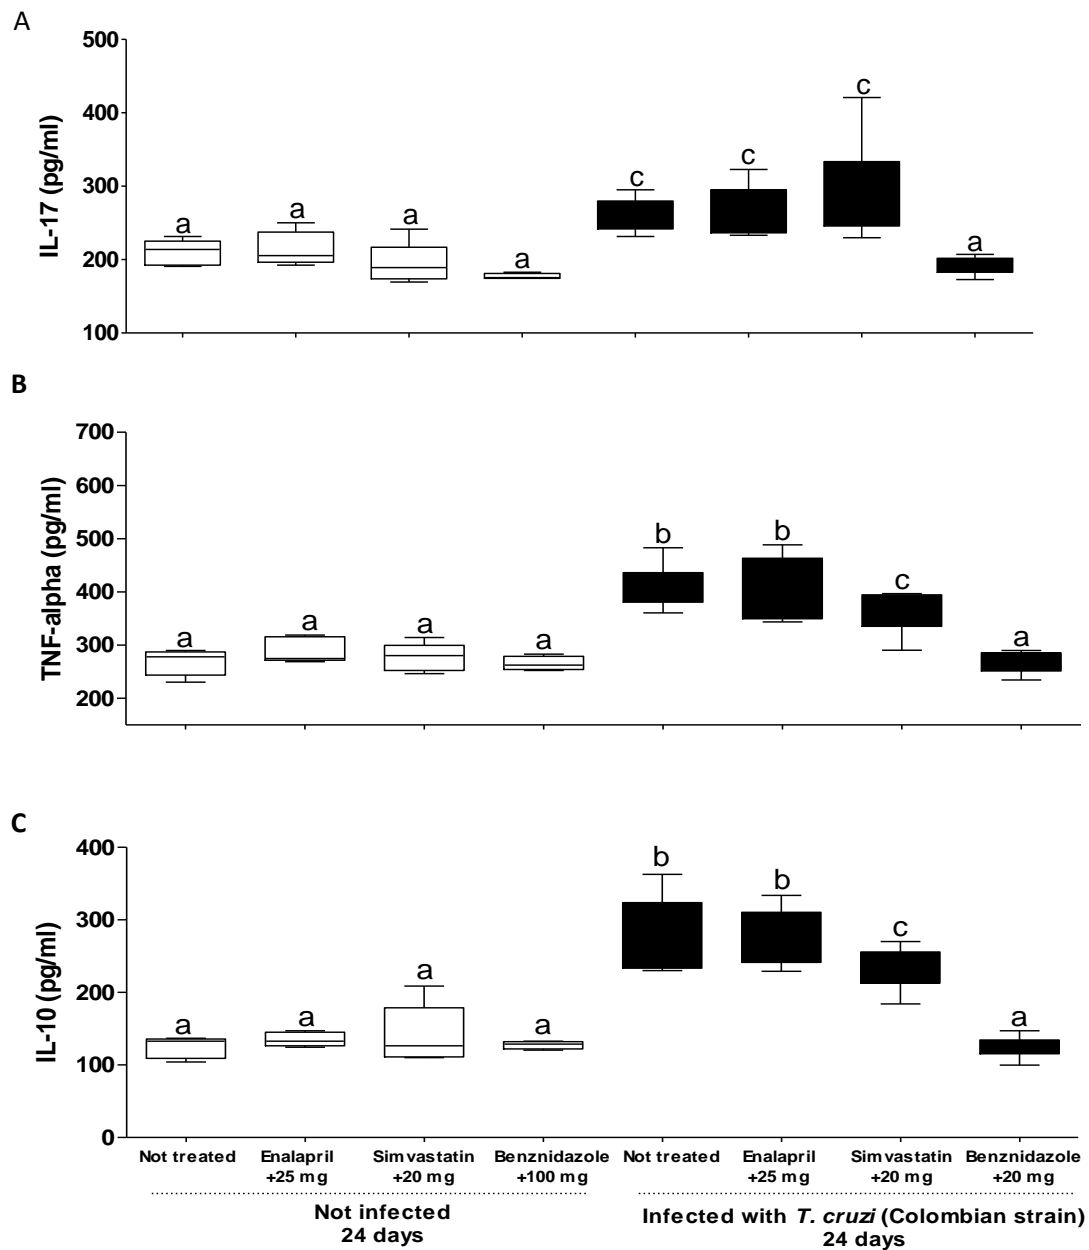 A
500
400
300
200
100
IL-17 (pg/ml)
a
a
a
a
c
c
c
a
B
700
600
500
400
300
200
TNF-alpha (pg/ml)
a
a
a
a
b
b
c
a
C
400
300
200
100
0
IL-10 (pg/ml)
a
a
a
a
b
b
c
a
Not treated
Enalapril
+25 mg
Simvastatin
+20 mg
Benznidazole
+100 mg
Not treated
Enalapril
+25 mg
Simvastatin
+20 mg
Benznidazole
+20 mg
Not infected
24 days
Infected with T. cruzi (Colombian strain)
24 days